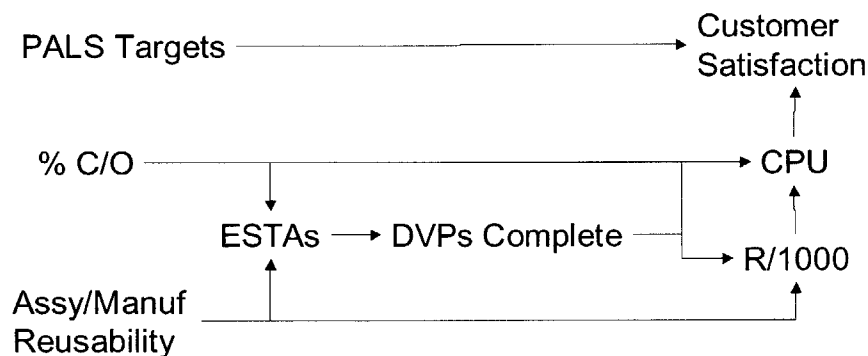 PALS Targets
Customer
Satisfaction
% C/O
CPU
ESTAs
DVPs Complete
R/1000
Assy/Manuf
Reusability